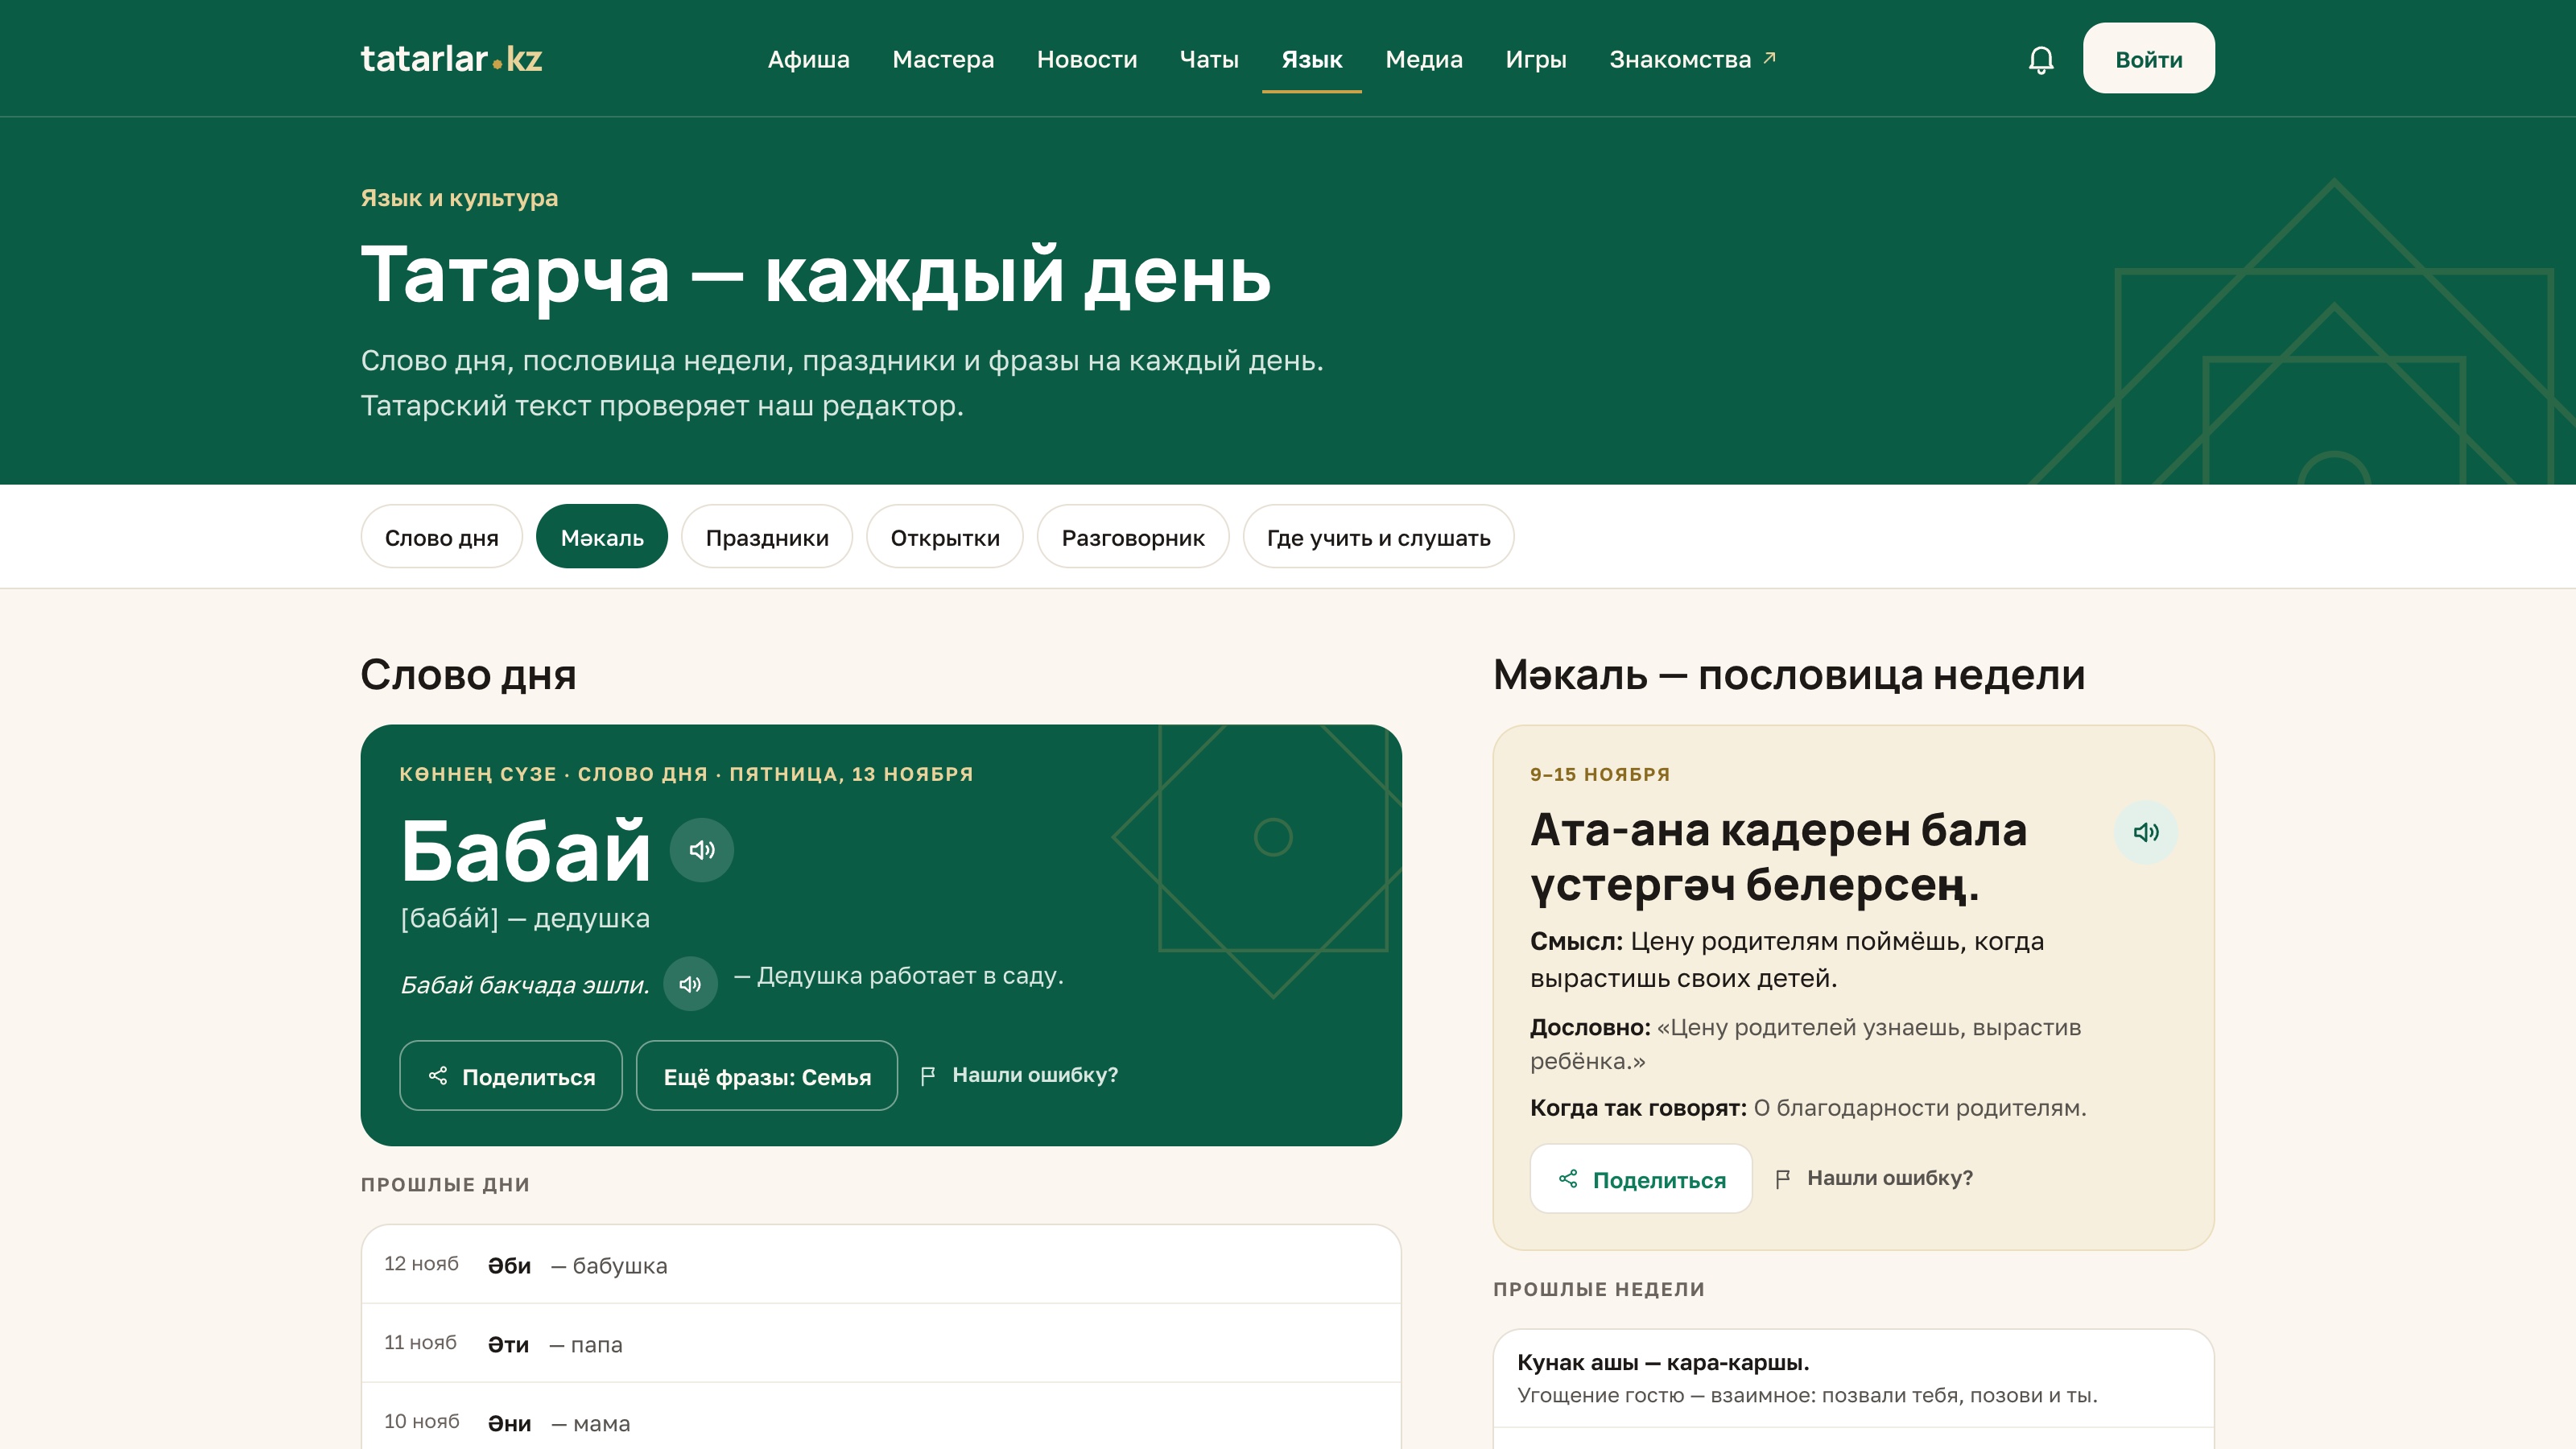 tatarlar.kz
Афиша Мастера Новости Чаты Язык Медиа Игры Знакомства ↗
Войти
Язык и культура
Татарча — каждый день
Слово дня, пословица недели, праздники и фразы на каждый день.
Татарский текст проверяет наш редактор.
Слово дня Мәкаль Праздники Открытки Разговорник Где учить и слушать
Слово дня
КӨННЕҢ СҮЗЕ · СЛОВО ДНЯ · ПЯТНИЦА, 13 НОЯБРЯ
Бабай
[баба́й] — дедушка
Бабай бакчада эшли. — Дедушка работает в саду.
Поделиться Ещё фразы: Семья Нашли ошибку?
ПРОШЛЫЕ ДНИ
12 нояб Әби — бабушка
11 нояб Әти — папа
10 нояб Әни — мама
Мәкаль — пословица недели
9–15 НОЯБРЯ
Ата-ана кадерен бала
үстергәч белерсең.
Смысл: Цену родителям поймёшь, когда
вырастишь своих детей.
Дословно: «Цену родителей узнаешь, вырастив
ребёнка.»
Когда так говорят: О благодарности родителям.
Поделиться Нашли ошибку?
ПРОШЛЫЕ НЕДЕЛИ
Кунак ашы — кара-каршы.
Угощение гостю — взаимное: позвали тебя, позови и ты.